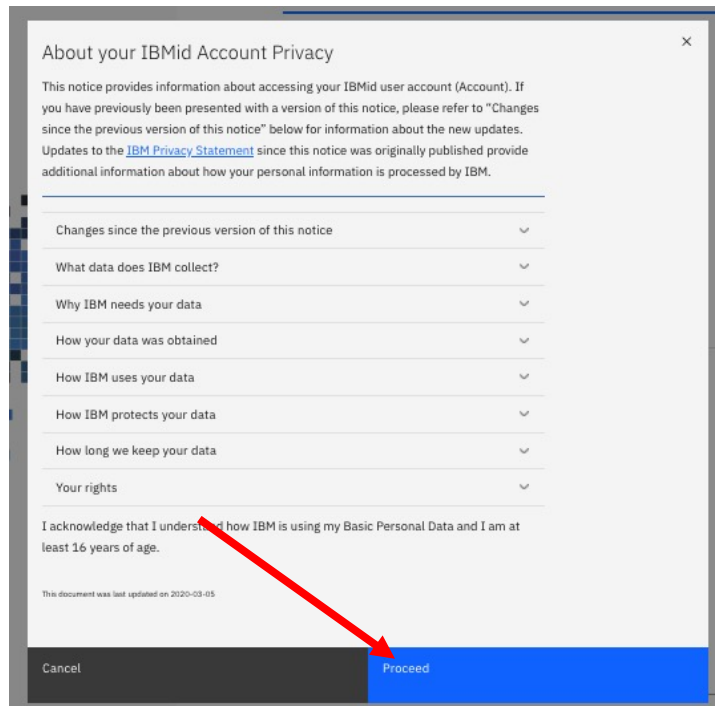 About your IBMid Account Privacy
This notice provides information about accessing your IBMid user account (Account). If
you have previously been presented with a version of this notice, please refer to “Changes
since the previous version of this notice” below for information about the new updates.
Updates to the IBM Privacy Statement since this notice was originally published provide
additional information about how your personal information is processed by IBM.
Changes since the previous version of this notice
What data does IBM collect?
Why IBM needs your data
How your data was obtained
How IBM uses your data
How IBM protects your data
How long we keep your data
Your rights
I acknowledge that I understand how IBM is using my Basic Personal Data and I am at
least 16 years of age.
This document was last updated on 2020-03-05
Cancel
Proceed